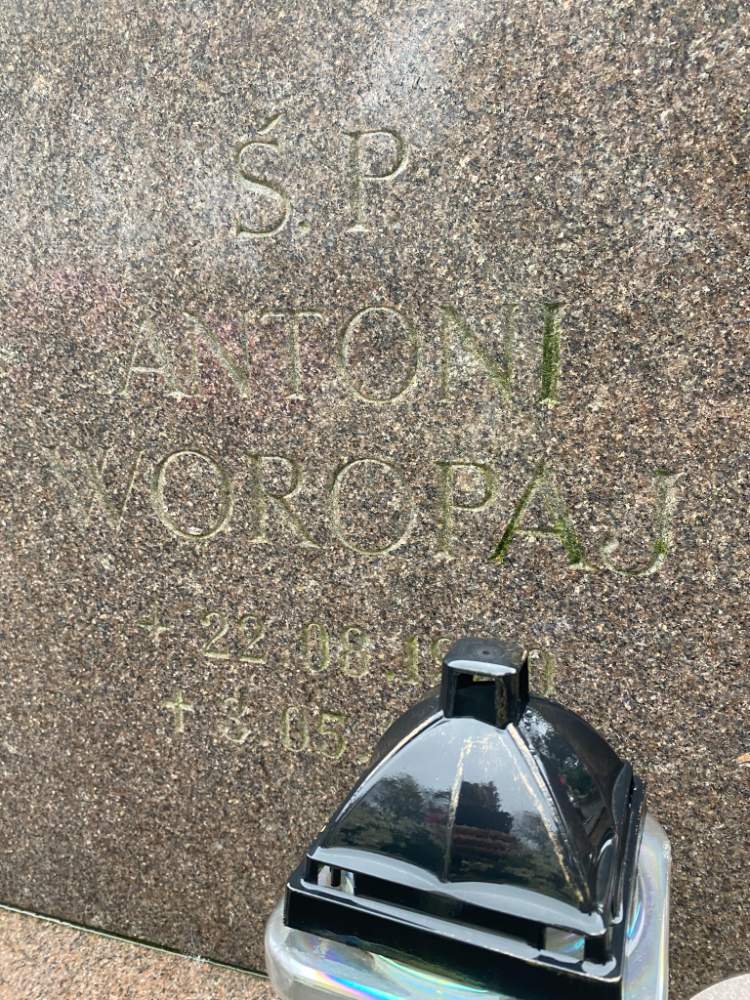 Ś.P.
ANTONI
WOROPAJ
22.08.19
+ 3.05